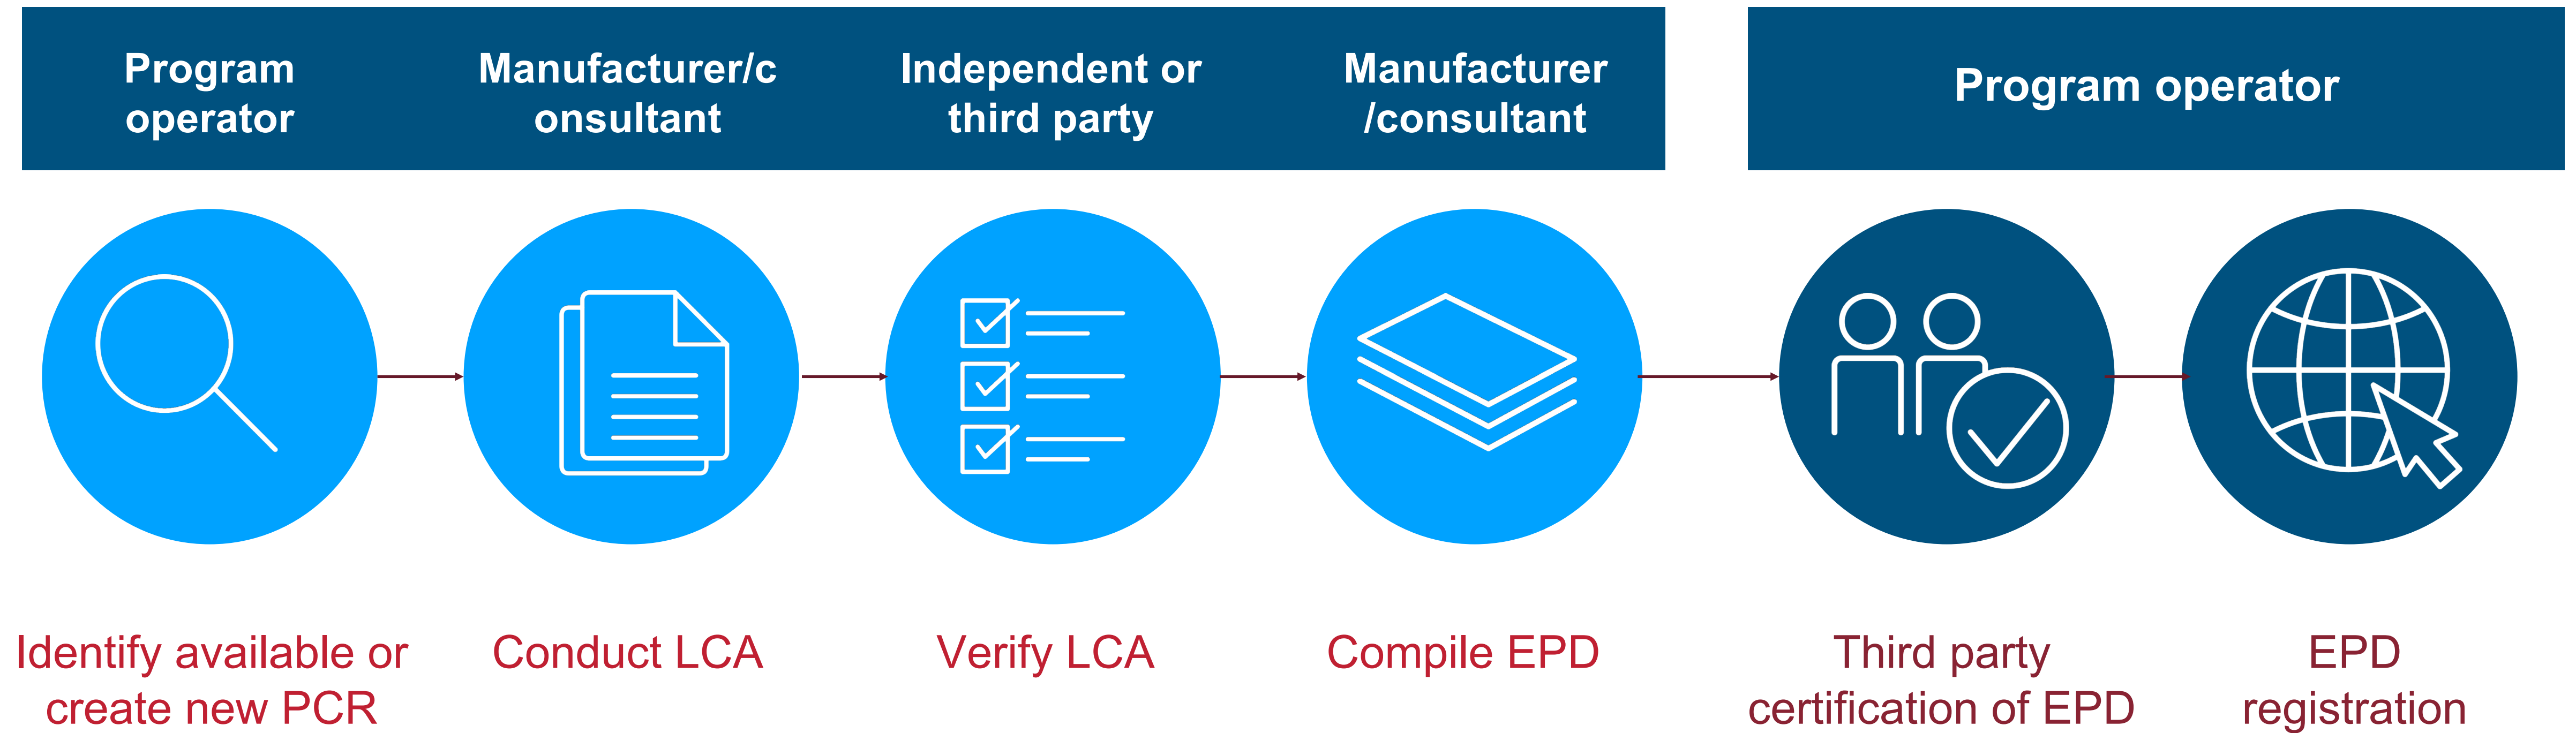 Program
operator
Manufacturer/c
onsultant
Independent or
third party
Manufacturer
/consultant
Program operator
Identify available or
create new PCR
Conduct LCA
Verify LCA
Compile EPD
Third party
certification of EPD
EPD
registration